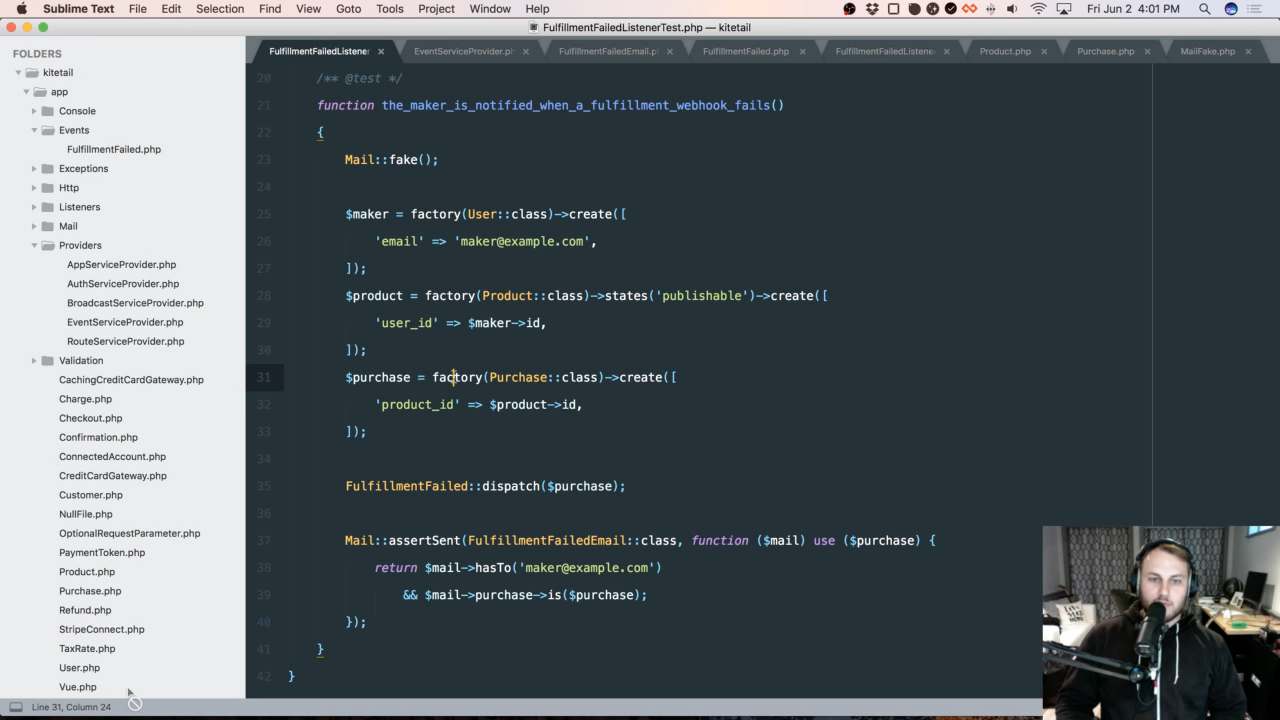 Sublime Text File Edit Selection Find View Goto Tools Project Window Help Fri Jun 2 4:01 PM
FulfillmentFailedListenerTest.php — kitetail
FOLDERS
kitetail
app
Console
Events
FulfillmentFailed.php
Exceptions
Http
Listeners
Mail
Providers
AppServiceProvider.php
AuthServiceProvider.php
BroadcastServiceProvider.php
EventServiceProvider.php
RouteServiceProvider.php
Validation
CachingCreditCardGateway.php
Charge.php
Checkout.php
Confirmation.php
ConnectedAccount.php
CreditCardGateway.php
Customer.php
NullFile.php
OptionalRequestParameter.php
PaymentToken.php
Product.php
Purchase.php
Refund.php
StripeConnect.php
TaxRate.php
User.php
Vue.php
FulfillmentFailedListener × EventServiceProvider.ph × FulfillmentFailedEmail.p × FulfillmentFailed.php × FulfillmentFailedListene × Product.php × Purchase.php × MailFake.php ×
20 /** @test */
21 function the_maker_is_notified_when_a_fulfillment_webhook_fails()
22 {
23 Mail::fake();
24
25 $maker = factory(User::class)->create([
26 'email' => 'maker@example.com',
27 ]);
28 $product = factory(Product::class)->states('publishable')->create([
29 'user_id' => $maker->id,
30 ]);
31 $purchase = factory(Purchase::class)->create([
32 'product_id' => $product->id,
33 ]);
34
35 FulfillmentFailed::dispatch($purchase);
36
37 Mail::assertSent(FulfillmentFailedEmail::class, function ($mail) use ($purchase) {
38 return $mail->hasTo('maker@example.com')
39 && $mail->purchase->is($purchase);
40 });
41 }
42 }
Line 31, Column 24